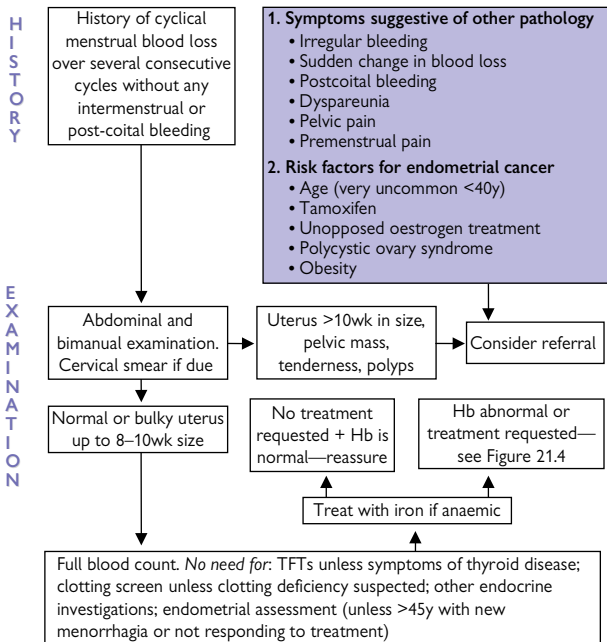 HISTORY
History of cyclical
menstrual blood loss
over several consecutive
cycles without any
intermenstrual or
post-coital bleeding
1. Symptoms suggestive of other pathology
• Irregular bleeding
• Sudden change in blood loss
• Postcoital bleeding
• Dyspareunia
• Pelvic pain
• Premenstrual pain
2. Risk factors for endometrial cancer
• Age (very uncommon <40y)
• Tamoxifen
• Unopposed oestrogen treatment
• Polycystic ovary syndrome
• Obesity
EXAMINATION
Abdominal and
bimanual examination.
Cervical smear if due
Uterus >10wk in size,
pelvic mass,
tenderness, polyps
Consider referral
Normal or bulky uterus
up to 8–10wk size
No treatment
requested + Hb is
normal—reassure
Hb abnormal or
treatment requested—
see Figure 21.4
Treat with iron if anaemic
Full blood count. No need for: TFTs unless symptoms of thyroid disease;
clotting screen unless clotting deficiency suspected; other endocrine
investigations; endometrial assessment (unless >45y with new
menorrhagia or not responding to treatment)